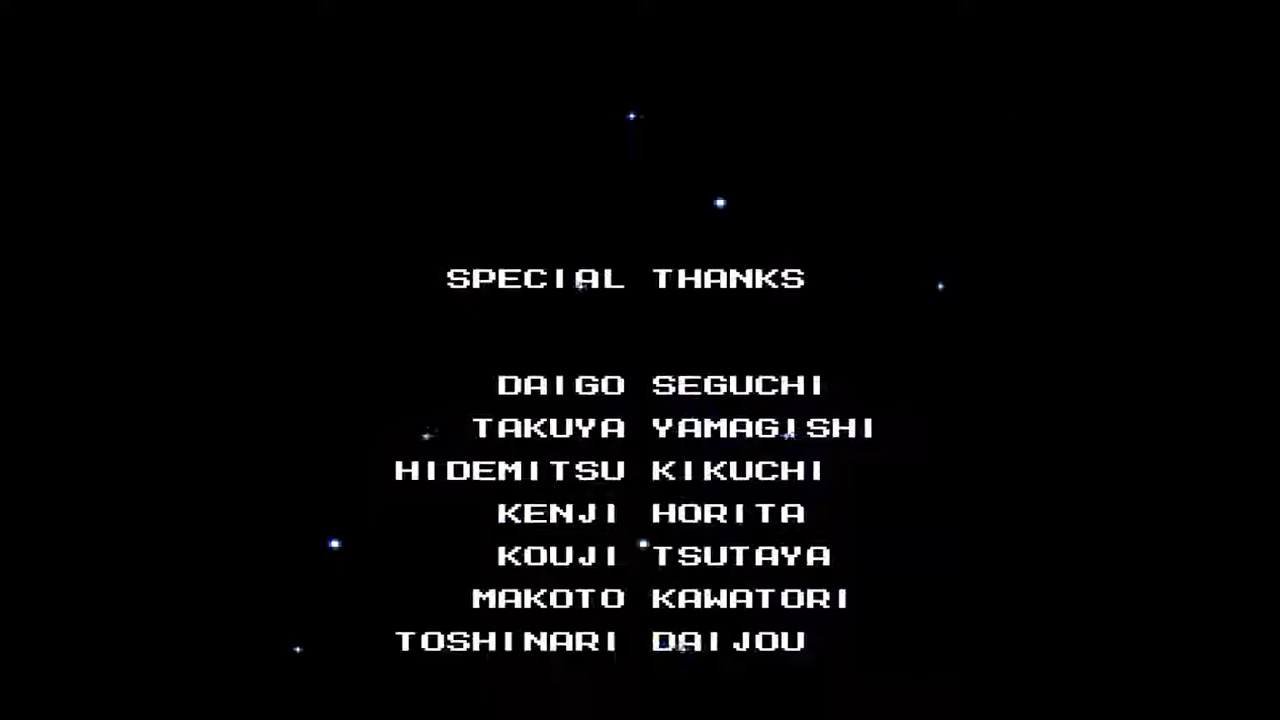 SPECIAL THANKS
DAIGO SEGUCHI
TAKUYA YAMAGISHI
HIDEMITSU KIKUCHI
KENJI HORITA
KOUJI TSUTAYA
MAKOTO KAWATORI
TOSHINARI DAIJOU